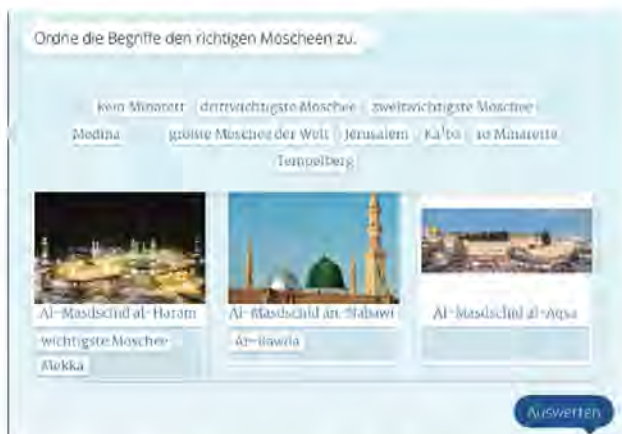 Ordne die Begriffe den richtigen Moscheen zu.
kein Minarett drittwichtigste Moschee zweitwichtigste Moschee
Medina größte Moschee der Welt Jerusalem Ka'ba 10 Minarette
Tempelberg
Al-Masdschid al-Haram Al-Masdschid an-Nabawi Al-Masdschid al-Aqsa
wichtigste Moschee Ar-Rawda
Mekka
Auswerten